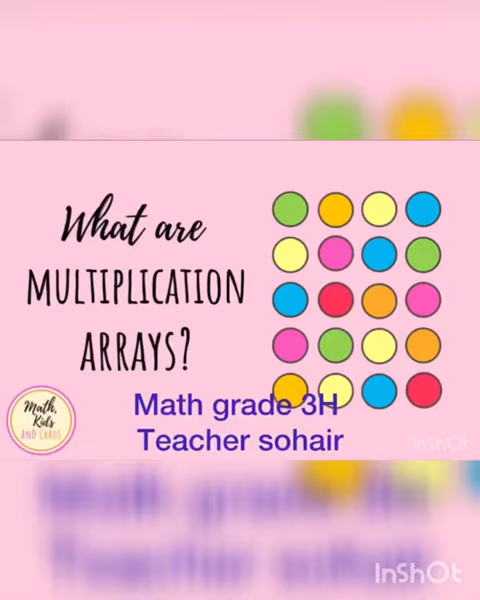 What are
MULTIPLICATION
ARRAYS?
Math,
Kids
AND CHAOS
Math grade 3H
Teacher sohair
InShOt
InShOt